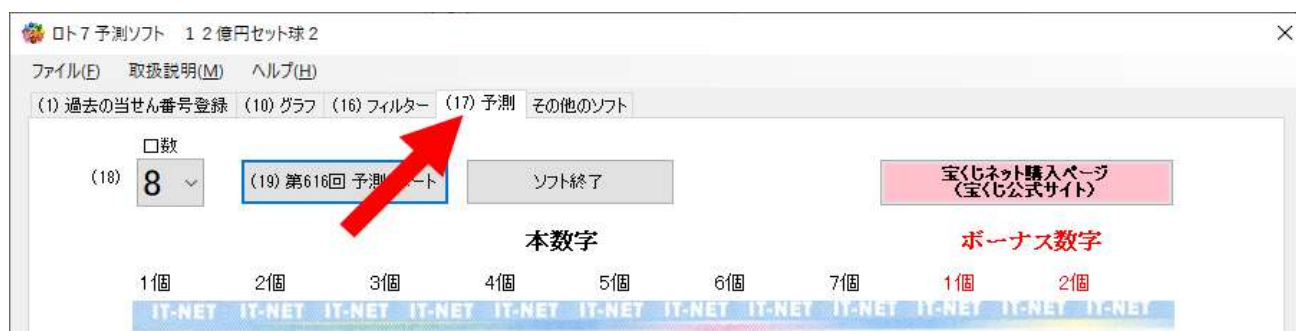 ロト7 予測ソフト １２億円セット球２
ファイル(F) 取扱説明(M) ヘルプ(H)
(1) 過去の当せん番号登録 (10) グラフ (16) フィルター (17) 予測 その他のソフト
口数
(18) 8 (19) 第616回 予測 ート ソフト終了 宝くじネット購入ページ
（宝くじ公式サイト）
本数字 ボーナス数字
1個 2個 3個 4個 5個 6個 7個 1個 2個
IT-NET IT-NET IT-NET IT-NET IT-NET IT-NET IT-NET IT-NET IT-NET IT-NET IT-NET IT-NET